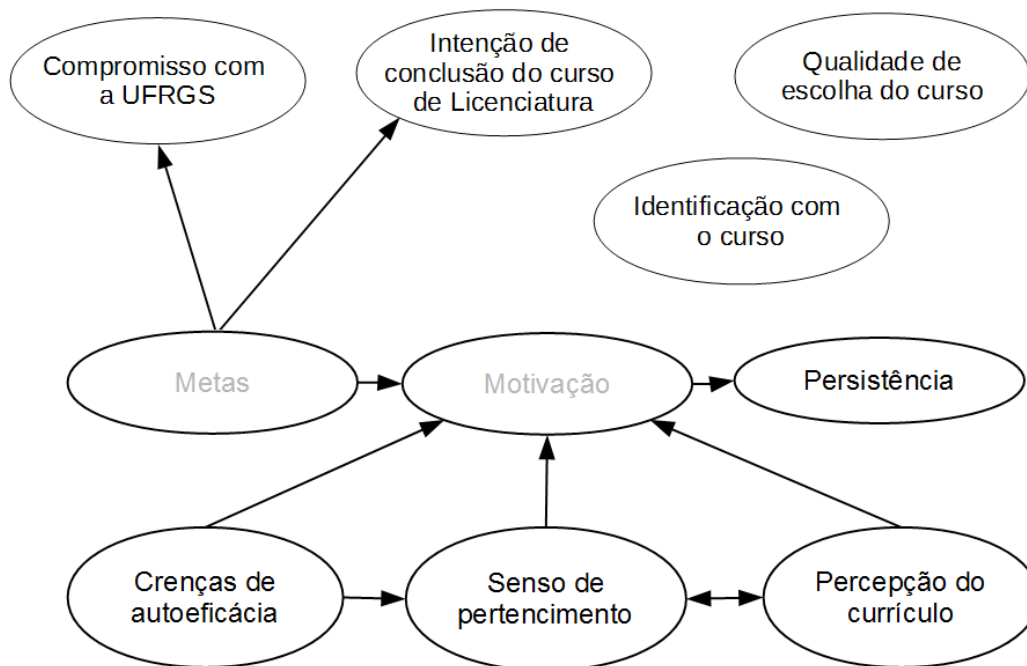 Compromisso com
a UFRGS
Intenção de
conclusão do curso
de Licenciatura
Qualidade de
escolha do curso
Identificação com
o curso
Metas
Motivação
Persistência
Crenças de
autoeficácia
Senso de
pertencimento
Percepção do
currículo